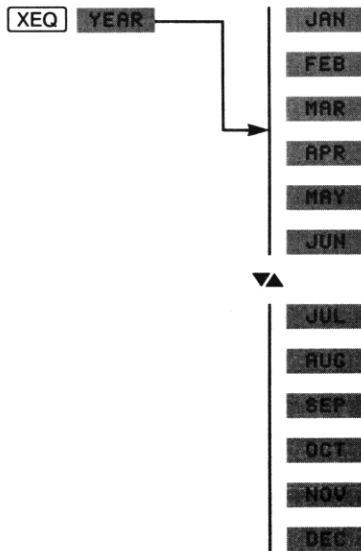 XEQ YEAR
JAN
FEB
MAR
APR
MAY
JUN
JUL
AUG
SEP
OCT
NOV
DEC